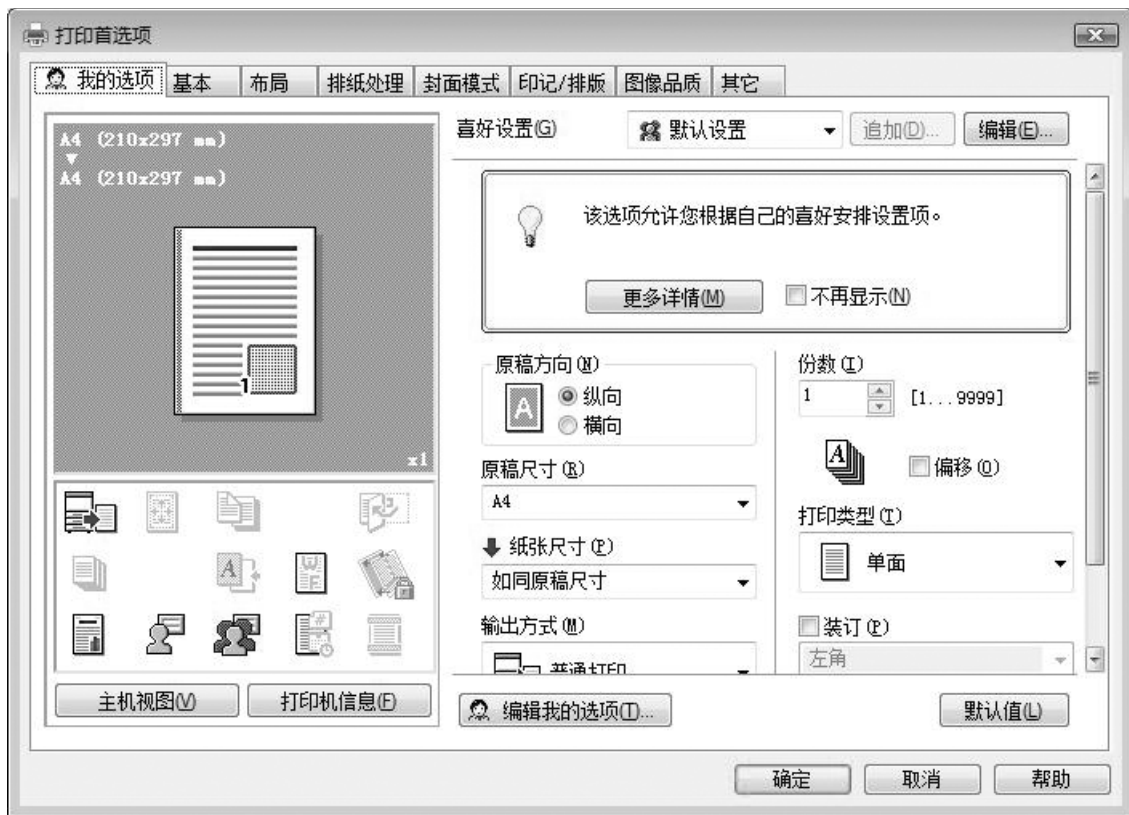 打印首选项
我的选项 基本 布局 排纸处理 封面模式 印记/排版 图像品质 其它
A4 (210x297 mm)
A4 (210x297 mm)
1
x1
主机视图(V) 打印机信息(F)
喜好设置(G) 默认设置 追加(D)... 编辑(E)...
该选项允许您根据自己的喜好安排设置项。
更多详情(M) 不再显示(N)
原稿方向(N)
A
纵向
横向
原稿尺寸(R)
A4
纸张尺寸(P)
如同原稿尺寸
输出方式(M)
普通打印
份数(I)
1 [1...9999]
A
偏移(O)
打印类型(T)
单面
装订(P)
左角
编辑我的选项(T)... 默认值(L)
确定 取消 帮助